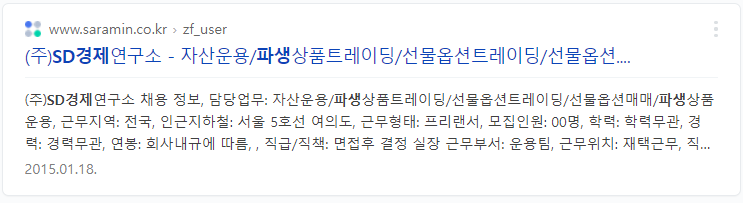 www.saramin.co.kr › zf_user
(주)SD경제연구소 - 자산운용/파생상품트레이딩/선물옵션트레이딩/선물옵션....
(주)SD경제연구소 채용 정보, 담당업무: 자산운용/파생상품트레이딩/선물옵션트레이딩/선물옵션매매/파생상품
운용, 근무지역: 전국, 인근지하철: 서울 5호선 여의도, 근무형태: 프리랜서, 모집인원: 00명, 학력: 학력무관, 경
력: 경력무관, 연봉: 회사내규에 따름, , 직급/직책: 면접후 결정 실장 근무부서: 운용팀, 근무위치: 재택근무, 직...
2015.01.18.